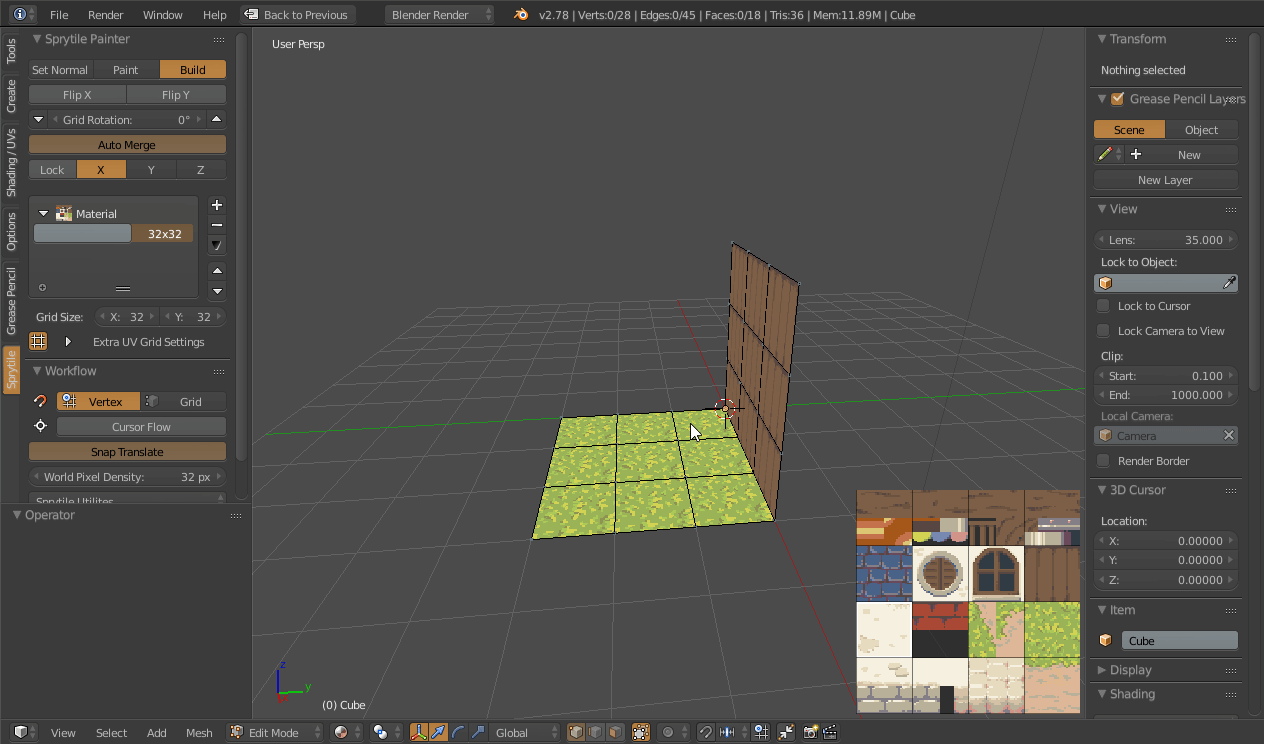 File Render Window Help Back to Previous Blender Render v2.78 | Verts:0/28 | Edges:0/45 | Faces:0/18 | Tris:36 | Mem:11.89M | Cube
Tools
Create
Shading / UVs
Options
Grease Pencil
Sprytile
Sprytile Painter
Set Normal Paint Build
Flip X Flip Y
Grid Rotation: 0°
Auto Merge
Lock X Y Z
Material
32x32
Grid Size: X: 32 Y: 32
Extra UV Grid Settings
Workflow
Vertex Grid
Cursor Flow
Snap Translate
World Pixel Density: 32 px
Sprytile Utilites
Operator
User Persp
z
y
(0) Cube
Transform
Nothing selected
Grease Pencil Layers
Scene Object
New
New Layer
View
Lens: 35.000
Lock to Object:
Lock to Cursor
Lock Camera to View
Clip:
Start: 0.100
End: 1000.000
Local Camera:
Camera
Render Border
3D Cursor
Location:
X: 0.00000
Y: 0.00000
Z: 0.00000
Item
Cube
Display
Shading
View Select Add Mesh Edit Mode Global